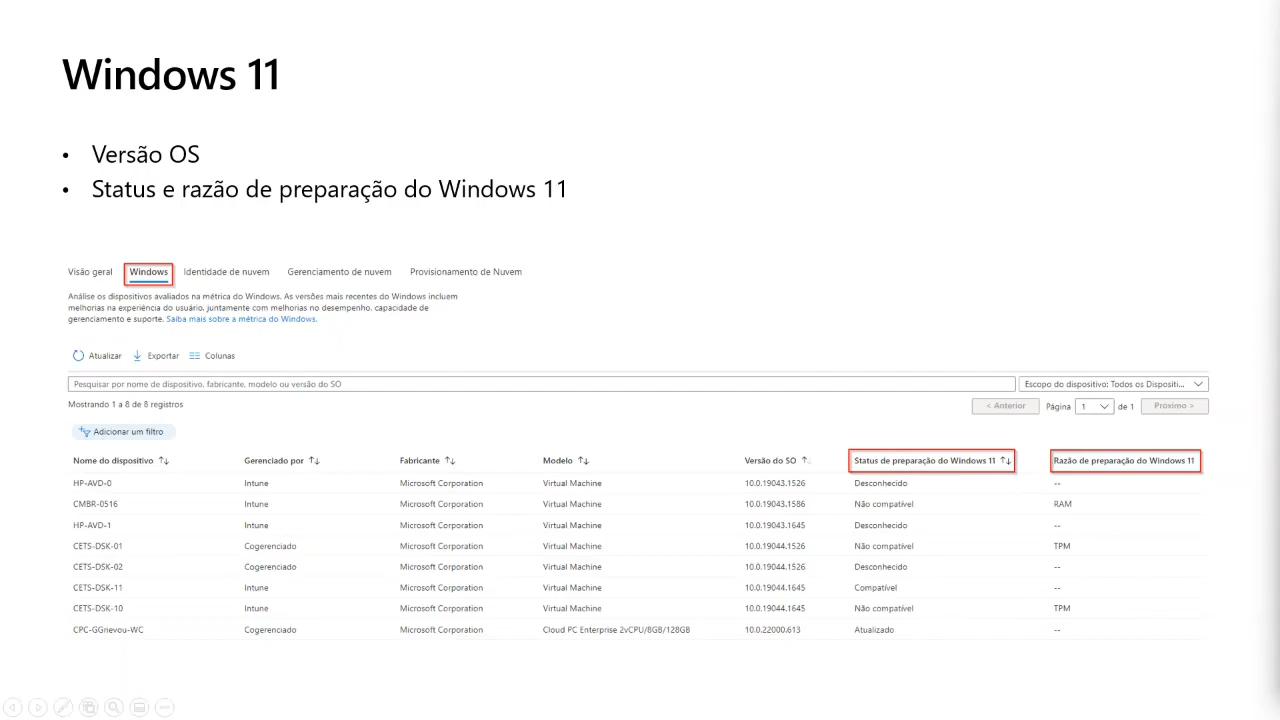 Windows 11
• Versão OS
• Status e razão de preparação do Windows 11
Visão geral Windows Identidade de nuvem Gerenciamento de nuvem Provisionamento de Nuvem
Análise os dispositivos avaliados na métrica do Windows. As versões mais recentes do Windows incluem
melhorias na experiência do usuário, juntamente com melhorias no desempenho, capacidade de
gerenciamento e suporte. Saiba mais sobre a métrica do Windows.
Atualizar Exportar Colunas
Pesquisar por nome de dispositivo, fabricante, modelo ou versão do SO Escopo do dispositivo: Todos os Dispositi...
Mostrando 1 a 8 de 8 registros < Anterior Página 1 de 1 Próximo >
Adicionar um filtro
Nome do dispositivo ↑↓ Gerenciado por ↑↓ Fabricante ↑↓ Modelo ↑↓ Versão do SO ↑ Status de preparação do Windows 11 ↑↓ Razão de preparação do Windows 11
HP-AVD-0 Intune Microsoft Corporation Virtual Machine 10.0.19043.1526 Desconhecido --
CMBR-0516 Intune Microsoft Corporation Virtual Machine 10.0.19043.1586 Não compatível RAM
HP-AVD-1 Intune Microsoft Corporation Virtual Machine 10.0.19043.1645 Desconhecido --
CETS-DSK-01 Cogerenciado Microsoft Corporation Virtual Machine 10.0.19044.1526 Não compatível TPM
CETS-DSK-02 Cogerenciado Microsoft Corporation Virtual Machine 10.0.19044.1526 Desconhecido --
CETS-DSK-11 Intune Microsoft Corporation Virtual Machine 10.0.19044.1645 Compatível --
CETS-DSK-10 Intune Microsoft Corporation Virtual Machine 10.0.19044.1645 Não compatível TPM
CPC-GGrievou-WC Cogerenciado Microsoft Corporation Cloud PC Enterprise 2vCPU/8GB/128GB 10.0.22000.613 Atualizado --